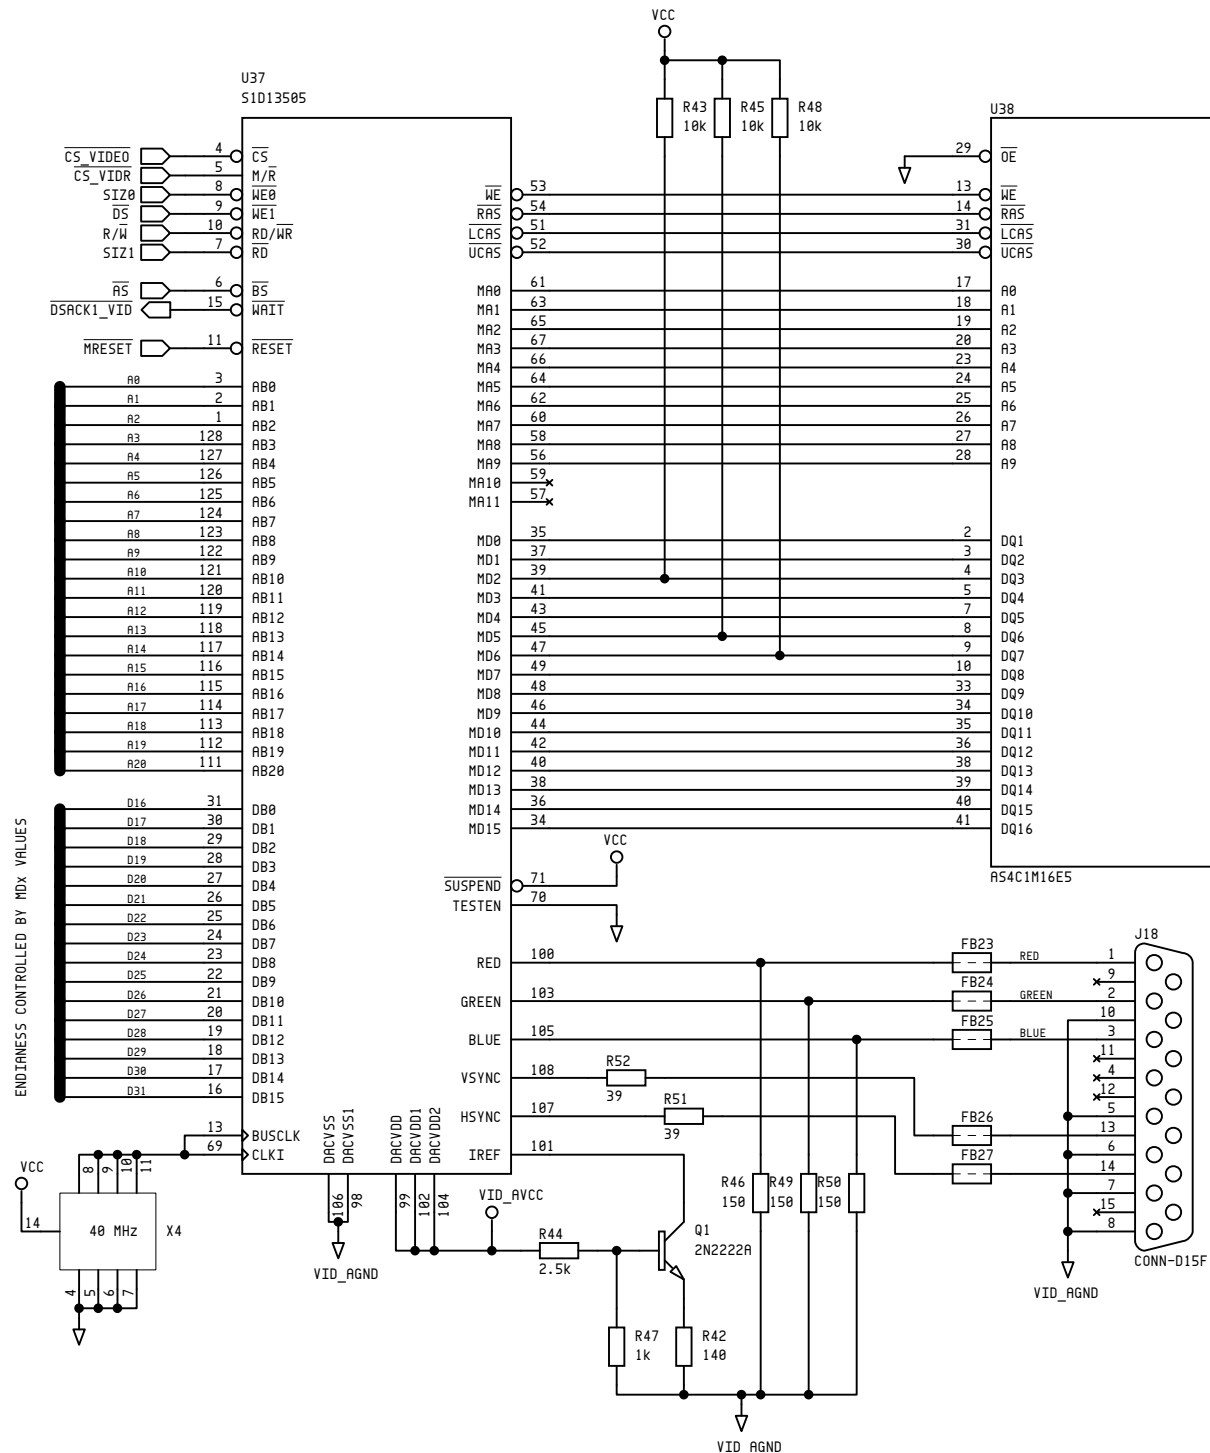 VCC
U37
S1D13505
R43
10k
R45
10k
R48
10k
U38
CS_VIDEO 4 CS
CS_VIDR 5 M/R
SIZ0 8 WE0
DS 9 WE1
R/W 10 RD/WR
SIZ1 7 RD
AS 6 BS
DSACK1_VID 15 WAIT
MRESET 11 RESET
A0 3 AB0
A1 2 AB1
A2 1 AB2
A3 128 AB3
A4 127 AB4
A5 126 AB5
A6 125 AB6
A7 124 AB7
A8 123 AB8
A9 122 AB9
A10 121 AB10
A11 120 AB11
A12 119 AB12
A13 118 AB13
A14 117 AB14
A15 116 AB15
A16 115 AB16
A17 114 AB17
A18 113 AB18
A19 112 AB19
A20 111 AB20
ENDIANESS CONTROLLED BY MDx VALUES
D16 31 DB0
D17 30 DB1
D18 29 DB2
D19 28 DB3
D20 27 DB4
D21 26 DB5
D22 25 DB6
D23 24 DB7
D24 23 DB8
D25 22 DB9
D26 21 DB10
D27 20 DB11
D28 19 DB12
D29 18 DB13
D30 17 DB14
D31 16 DB15
13 BUSCLK
69 CLKI
29 OE
WE 53 13 WE
RAS 54 14 RAS
LCAS 51 31 LCAS
UCAS 52 30 UCAS
MA0 61 17 A0
MA1 63 18 A1
MA2 65 19 A2
MA3 67 20 A3
MA4 66 23 A4
MA5 64 24 A5
MA6 62 25 A6
MA7 60 26 A7
MA8 58 27 A8
MA9 56 28 A9
MA10 59
MA11 57
MD0 35 2 DQ1
MD1 37 3 DQ2
MD2 39 4 DQ3
MD3 41 5 DQ4
MD4 43 7 DQ5
MD5 45 8 DQ6
MD6 47 9 DQ7
MD7 49 10 DQ8
MD8 48 33 DQ9
MD9 46 34 DQ10
MD10 44 35 DQ11
MD11 42 36 DQ12
MD12 40 38 DQ13
MD13 38 39 DQ14
MD14 36 40 DQ15
MD15 34 41 DQ16
AS4C1M16E5
VCC
SUSPEND 71
TESTEN 70
RED 100
GREEN 103
BLUE 105
VSYNC 108
HSYNC 107
IREF 101
R52
39
R51
39
FB23 RED
FB24 GREEN
FB25 BLUE
FB26
FB27
J18
1
9
2
10
3
11
4
12
5
13
6
14
7
15
8
CONN-D15F
VID_AGND
DACVSS 106
DACVSS1 98
DACVDD 99
DACVDD1 102
DACVDD2 104
VID_AGND
VID_AVCC
R44
2.5k
Q1
2N2222A
R46
150
R49
150
R50
150
R47
1k
R42
140
VID_AGND
VCC
14
8
9
10
11
40 MHz
X4
4
5
6
7